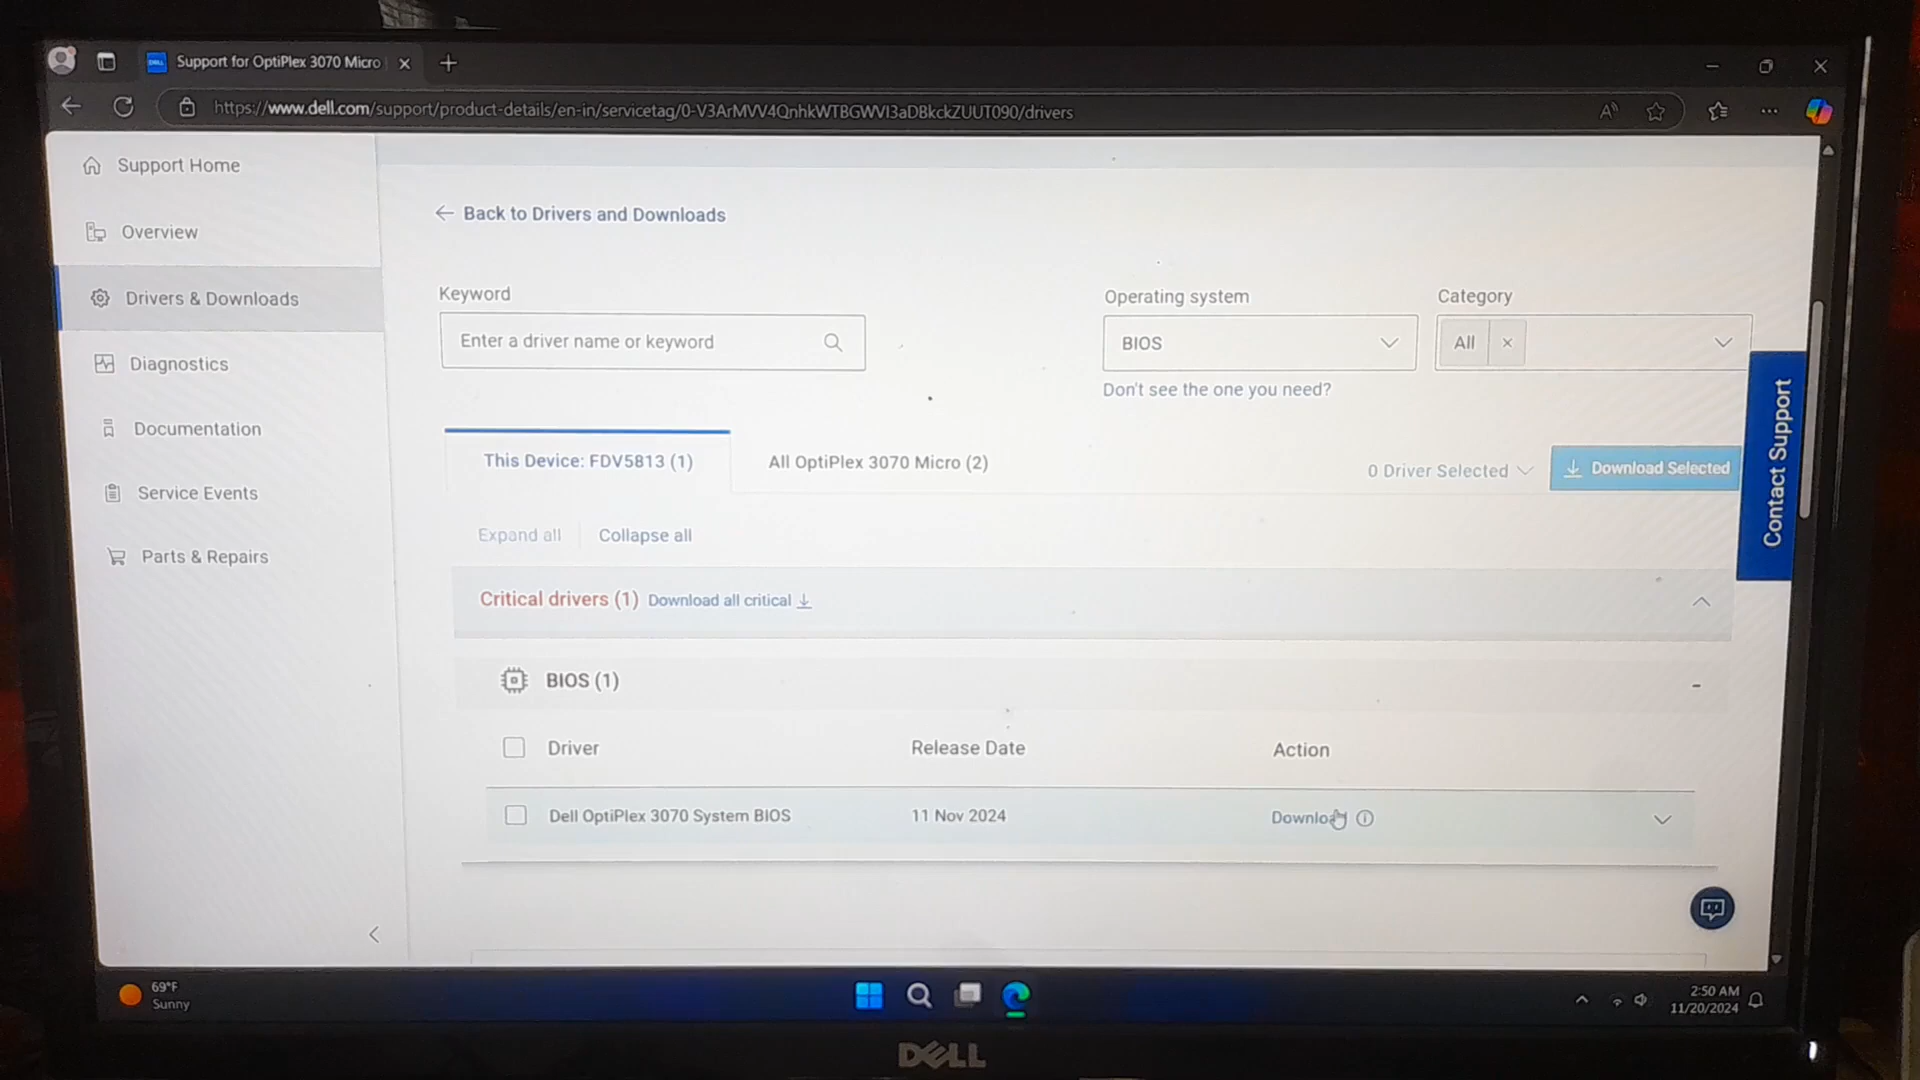 Support for OptiPlex 3070 Micro
https://www.dell.com/support/product-details/en-in/servicetag/0-V3ArMVV4QnhkWTBGWVI3aDBkckZUUT090/drivers
Support Home
Overview
Drivers & Downloads
Diagnostics
Documentation
Service Events
Parts & Repairs
Back to Drivers and Downloads
Keyword
Enter a driver name or keyword
Operating system
BIOS
Don't see the one you need?
Category
All
This Device: FDV5813 (1)
All OptiPlex 3070 Micro (2)
0 Driver Selected
Download Selected
Contact Support
Expand all
Collapse all
Critical drivers (1) Download all critical
BIOS (1)
Driver Release Date Action
Dell OptiPlex 3070 System BIOS 11 Nov 2024 Download
69°F
Sunny
2:50 AM
11/20/2024
DELL